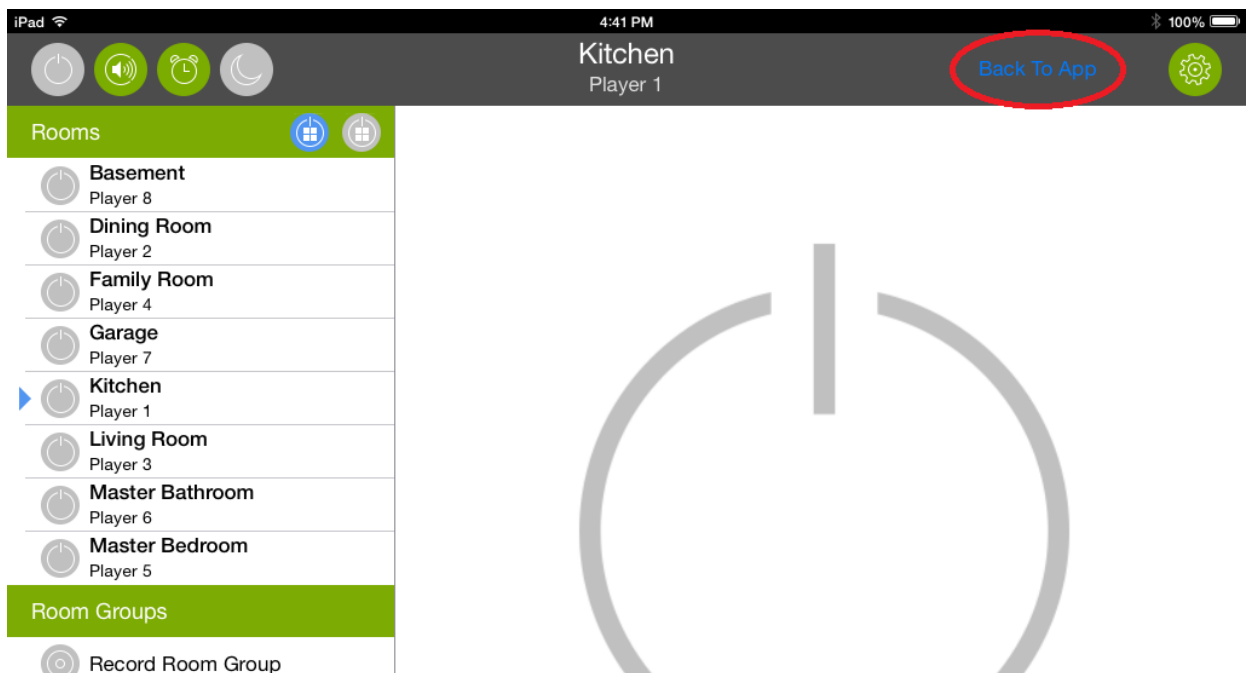 iPad
4:41 PM
100%
Kitchen
Player 1
Back To App
Rooms
Basement
Player 8
Dining Room
Player 2
Family Room
Player 4
Garage
Player 7
Kitchen
Player 1
Living Room
Player 3
Master Bathroom
Player 6
Master Bedroom
Player 5
Room Groups
Record Room Group